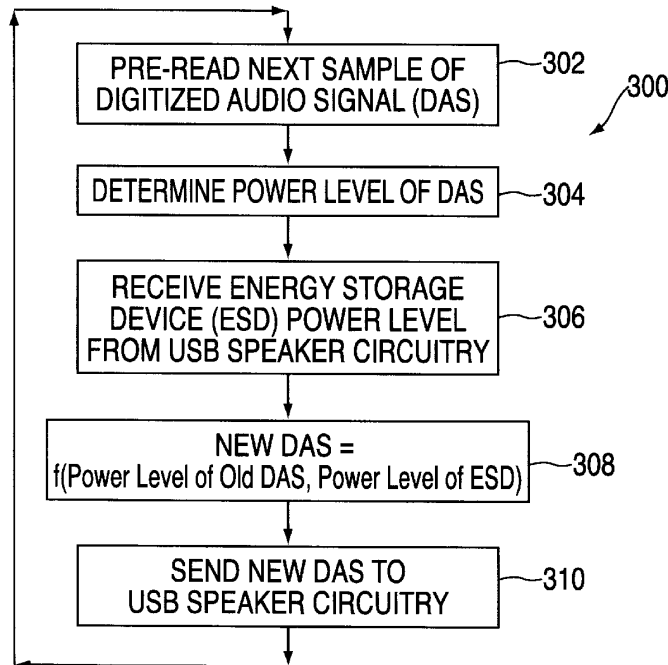 PRE-READ NEXT SAMPLE OF
DIGITIZED AUDIO SIGNAL (DAS)
302
300
DETERMINE POWER LEVEL OF DAS
304
RECEIVE ENERGY STORAGE
DEVICE (ESD) POWER LEVEL
FROM USB SPEAKER CIRCUITRY
306
NEW DAS =
f(Power Level of Old DAS, Power Level of ESD)
308
SEND NEW DAS TO
USB SPEAKER CIRCUITRY
310